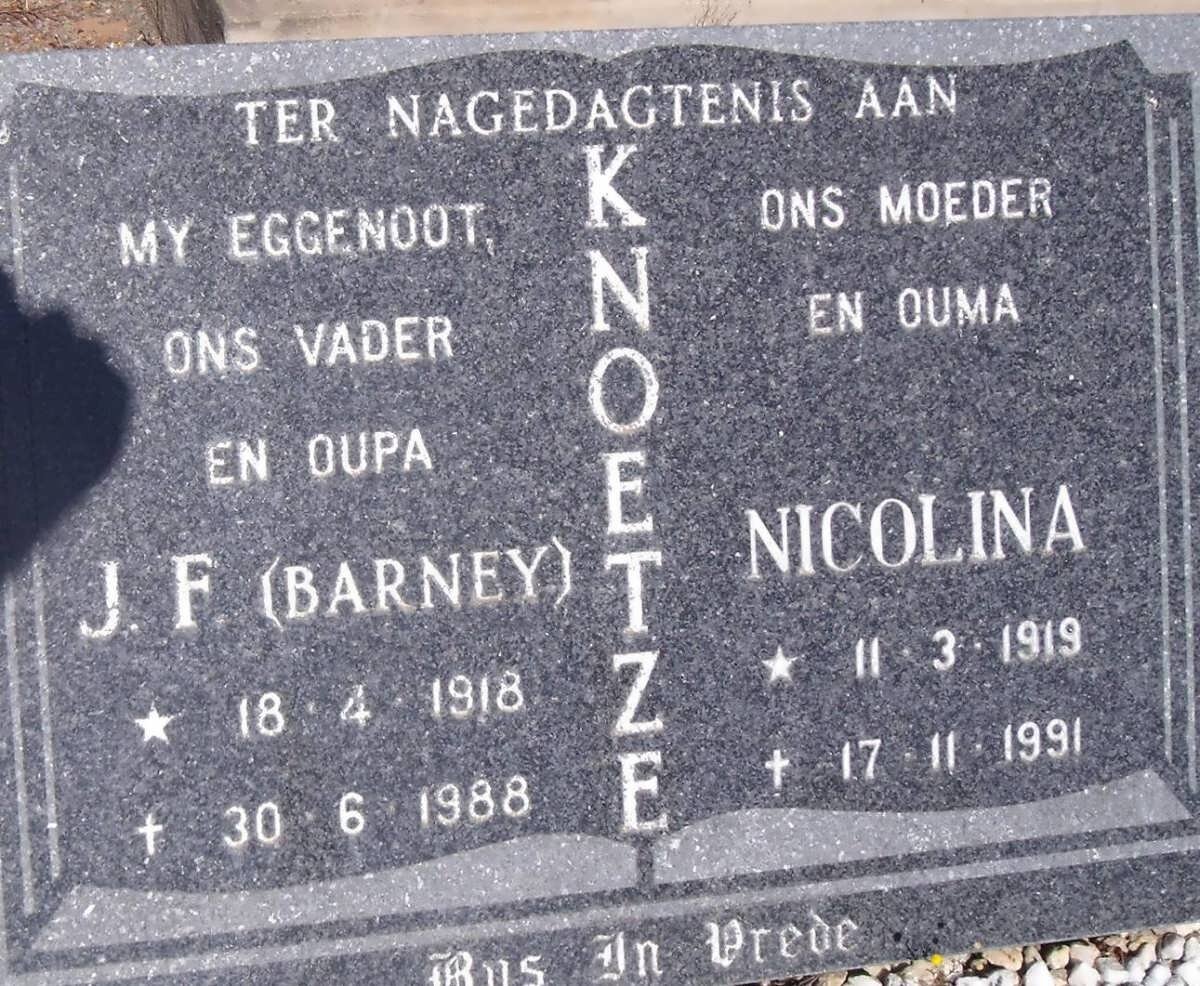 TER NAGEDAGTENIS AAN
KNOETZE
MY EGGENOOT,
ONS VADER
EN OUPA
J. F. (BARNEY)
★ 18·4·1918
✝ 30·6·1988
ONS MOEDER
EN OUMA
NICOLINA
★ 11·3·1919
✝ 17·11·1991
Rus In Vrede